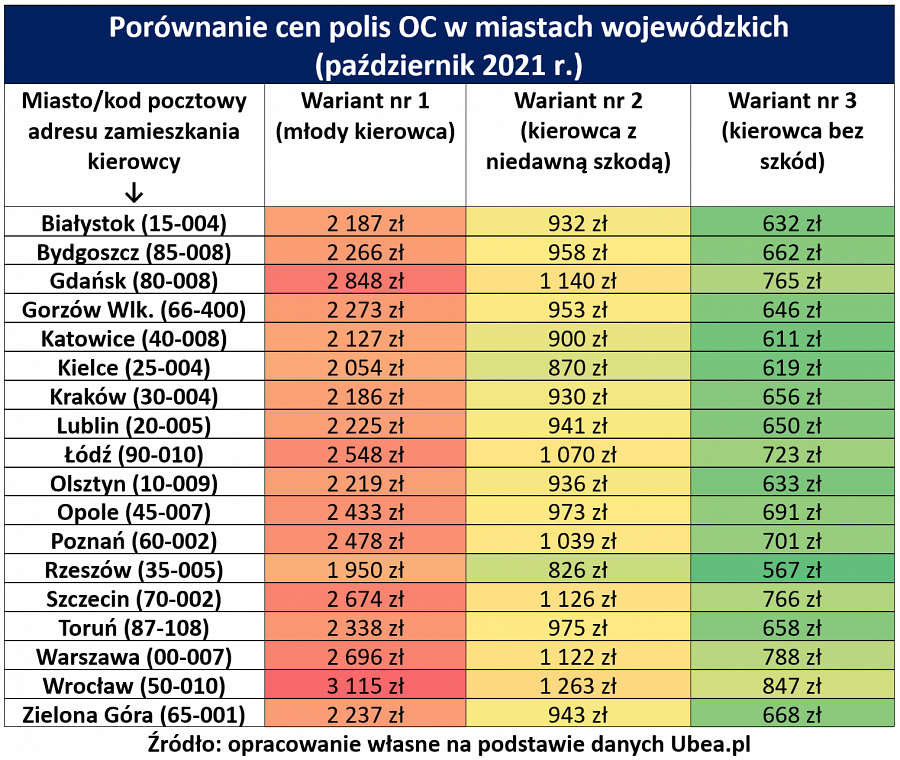 Porównanie cen polis OC w miastach wojewódzkich
(październik 2021 r.)
Miasto/kod pocztowy adresu zamieszkania kierowcy ↓ Wariant nr 1 (młody kierowca) Wariant nr 2 (kierowca z niedawną szkodą) Wariant nr 3 (kierowca bez szkód)
Białystok (15-004) 2 187 zł 932 zł 632 zł
Bydgoszcz (85-008) 2 266 zł 958 zł 662 zł
Gdańsk (80-008) 2 848 zł 1 140 zł 765 zł
Gorzów Wlk. (66-400) 2 273 zł 953 zł 646 zł
Katowice (40-008) 2 127 zł 900 zł 611 zł
Kielce (25-004) 2 054 zł 870 zł 619 zł
Kraków (30-004) 2 186 zł 930 zł 656 zł
Lublin (20-005) 2 225 zł 941 zł 650 zł
Łódź (90-010) 2 548 zł 1 070 zł 723 zł
Olsztyn (10-009) 2 219 zł 936 zł 633 zł
Opole (45-007) 2 433 zł 973 zł 691 zł
Poznań (60-002) 2 478 zł 1 039 zł 701 zł
Rzeszów (35-005) 1 950 zł 826 zł 567 zł
Szczecin (70-002) 2 674 zł 1 126 zł 766 zł
Toruń (87-108) 2 338 zł 975 zł 658 zł
Warszawa (00-007) 2 696 zł 1 122 zł 788 zł
Wrocław (50-010) 3 115 zł 1 263 zł 847 zł
Zielona Góra (65-001) 2 237 zł 943 zł 668 zł
Źródło: opracowanie własne na podstawie danych Ubea.pl